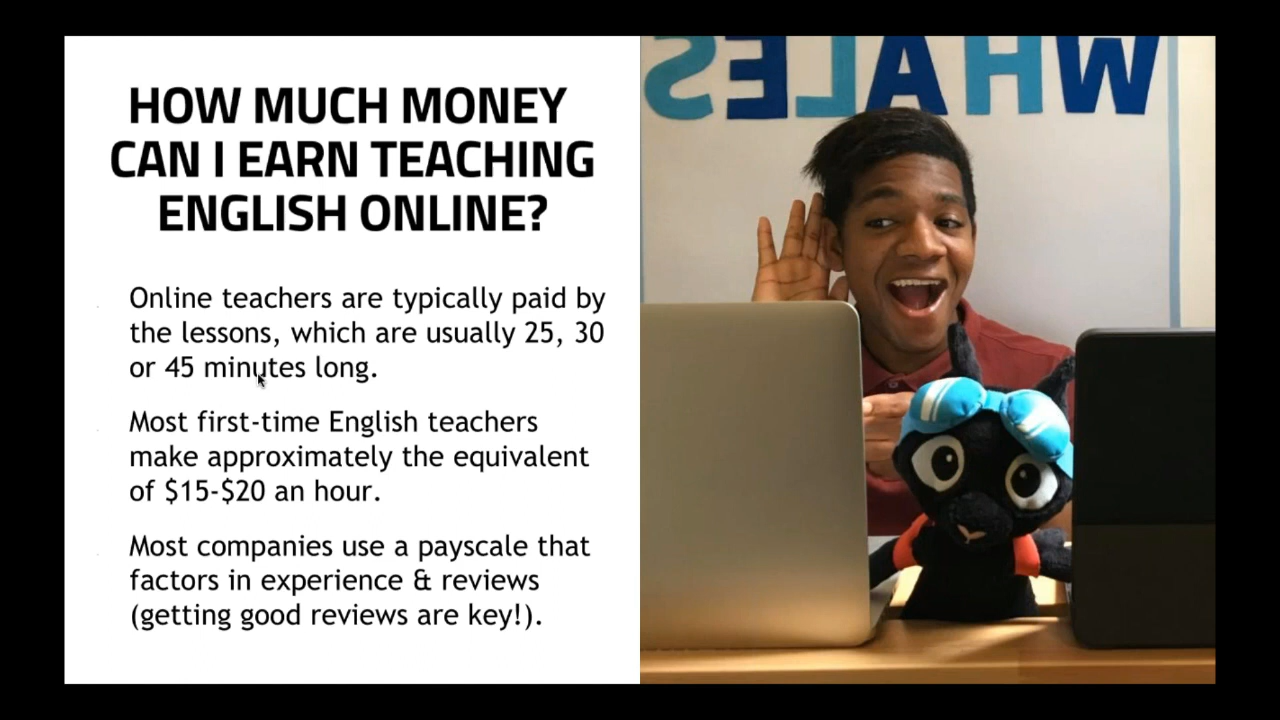 HOW MUCH MONEY
CAN I EARN TEACHING
ENGLISH ONLINE?
Online teachers are typically paid by
the lessons, which are usually 25, 30
or 45 minutes long.
Most first-time English teachers
make approximately the equivalent
of $15-$20 an hour.
Most companies use a payscale that
factors in experience & reviews
(getting good reviews are key!).
WHALES